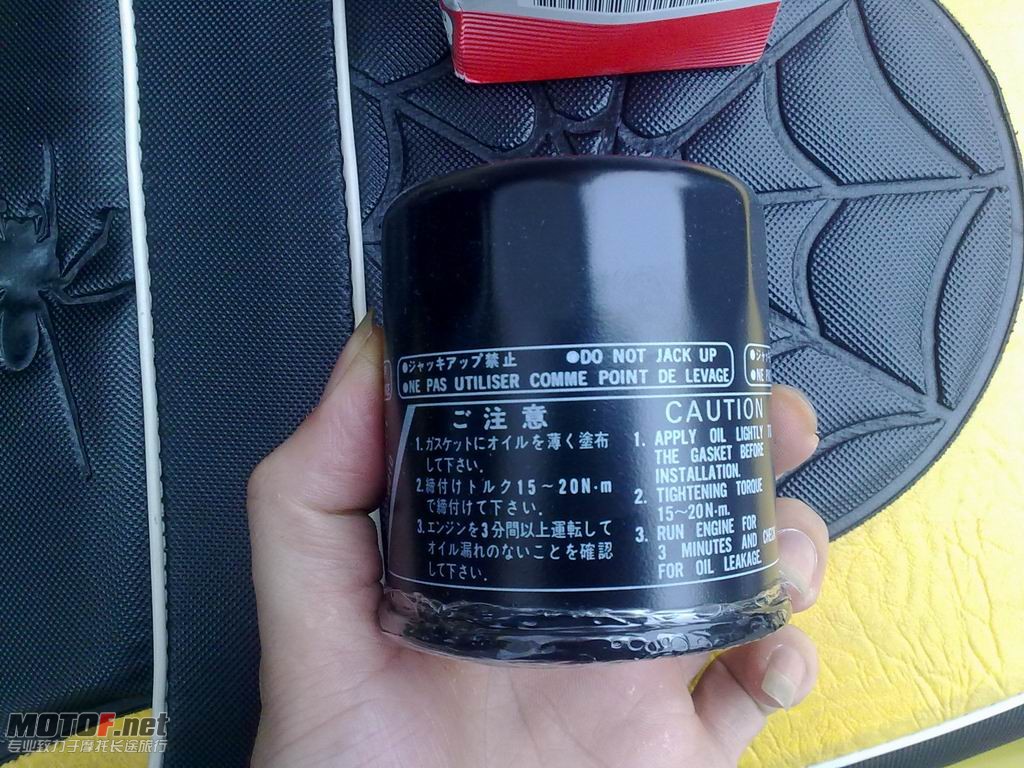 ●ジャッキアップ禁止 ●DO NOT JACK UP
●NE PAS UTILISER COMME POINT DE LEVAGE
ご注意
1.ガスケットにオイルを薄く塗布
して下さい.
2.締付けトルク15～20N·m
で締付けて下さい.
3.エンジンを3分間以上運転して
オイル漏れのないことを確認
して下さい.
CAUTION
1. APPLY OIL LIGHTLY
THE GASKET BEFORE
INSTALLATION.
2. TIGHTENING TORQUE
15～20N·m.
3. RUN ENGINE FOR
3 MINUTES AND
FOR OIL LEAKAGE.
MOTOF.net
专业致力于摩托长途旅行